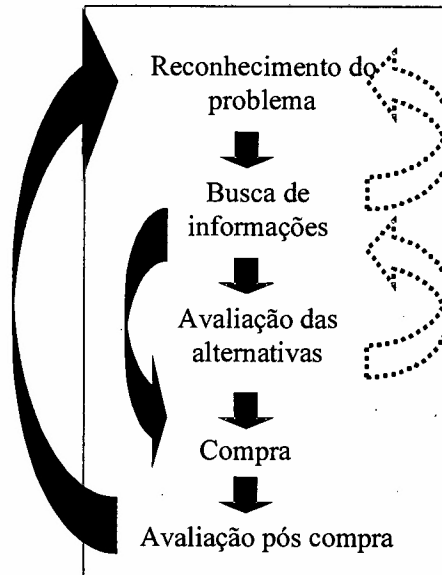 Reconhecimento do
problema
Busca de
informações
Avaliação das
alternativas
Compra
Avaliação pós compra